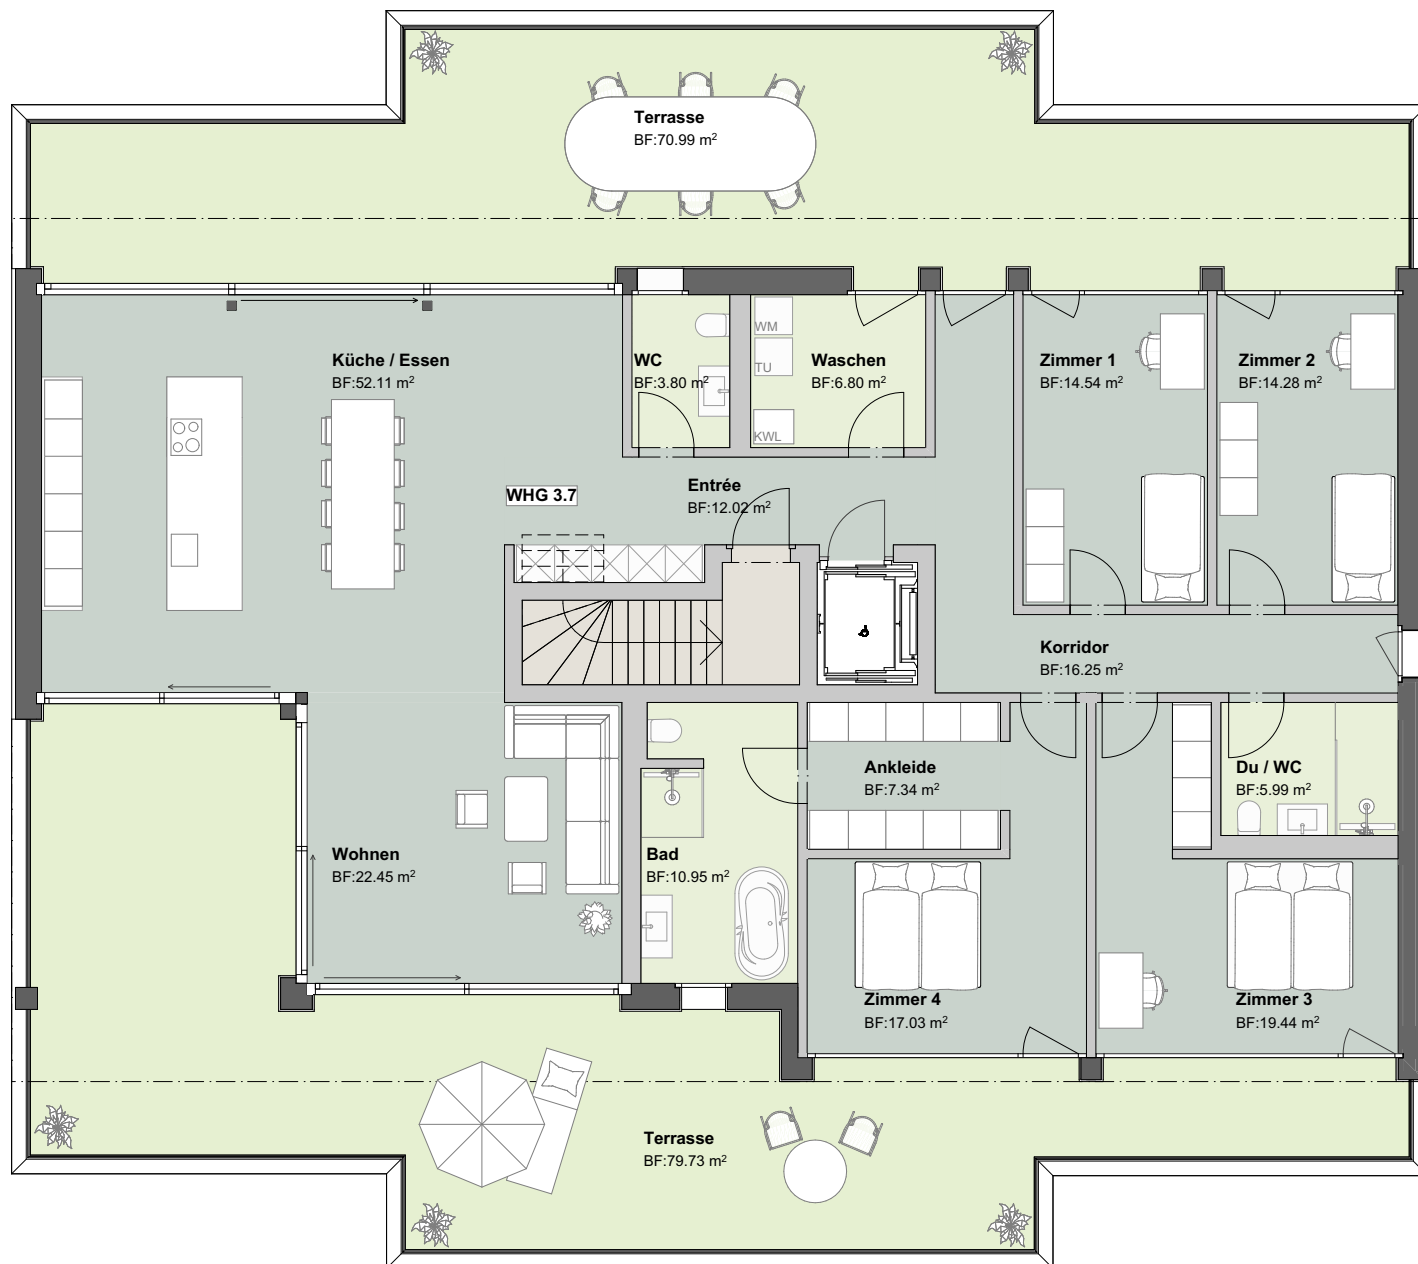 Terrasse
BF:70.99 m²
Küche / Essen
BF:52.11 m²
WC
BF:3.80 m²
WM
TU
KWL
Waschen
BF:6.80 m²
Zimmer 1
BF:14.54 m²
Zimmer 2
BF:14.28 m²
WHG 3.7
Entrée
BF:12.02 m²
Korridor
BF:16.25 m²
Ankleide
BF:7.34 m²
Du / WC
BF:5.99 m²
Wohnen
BF:22.45 m²
Bad
BF:10.95 m²
Zimmer 4
BF:17.03 m²
Zimmer 3
BF:19.44 m²
Terrasse
BF:79.73 m²